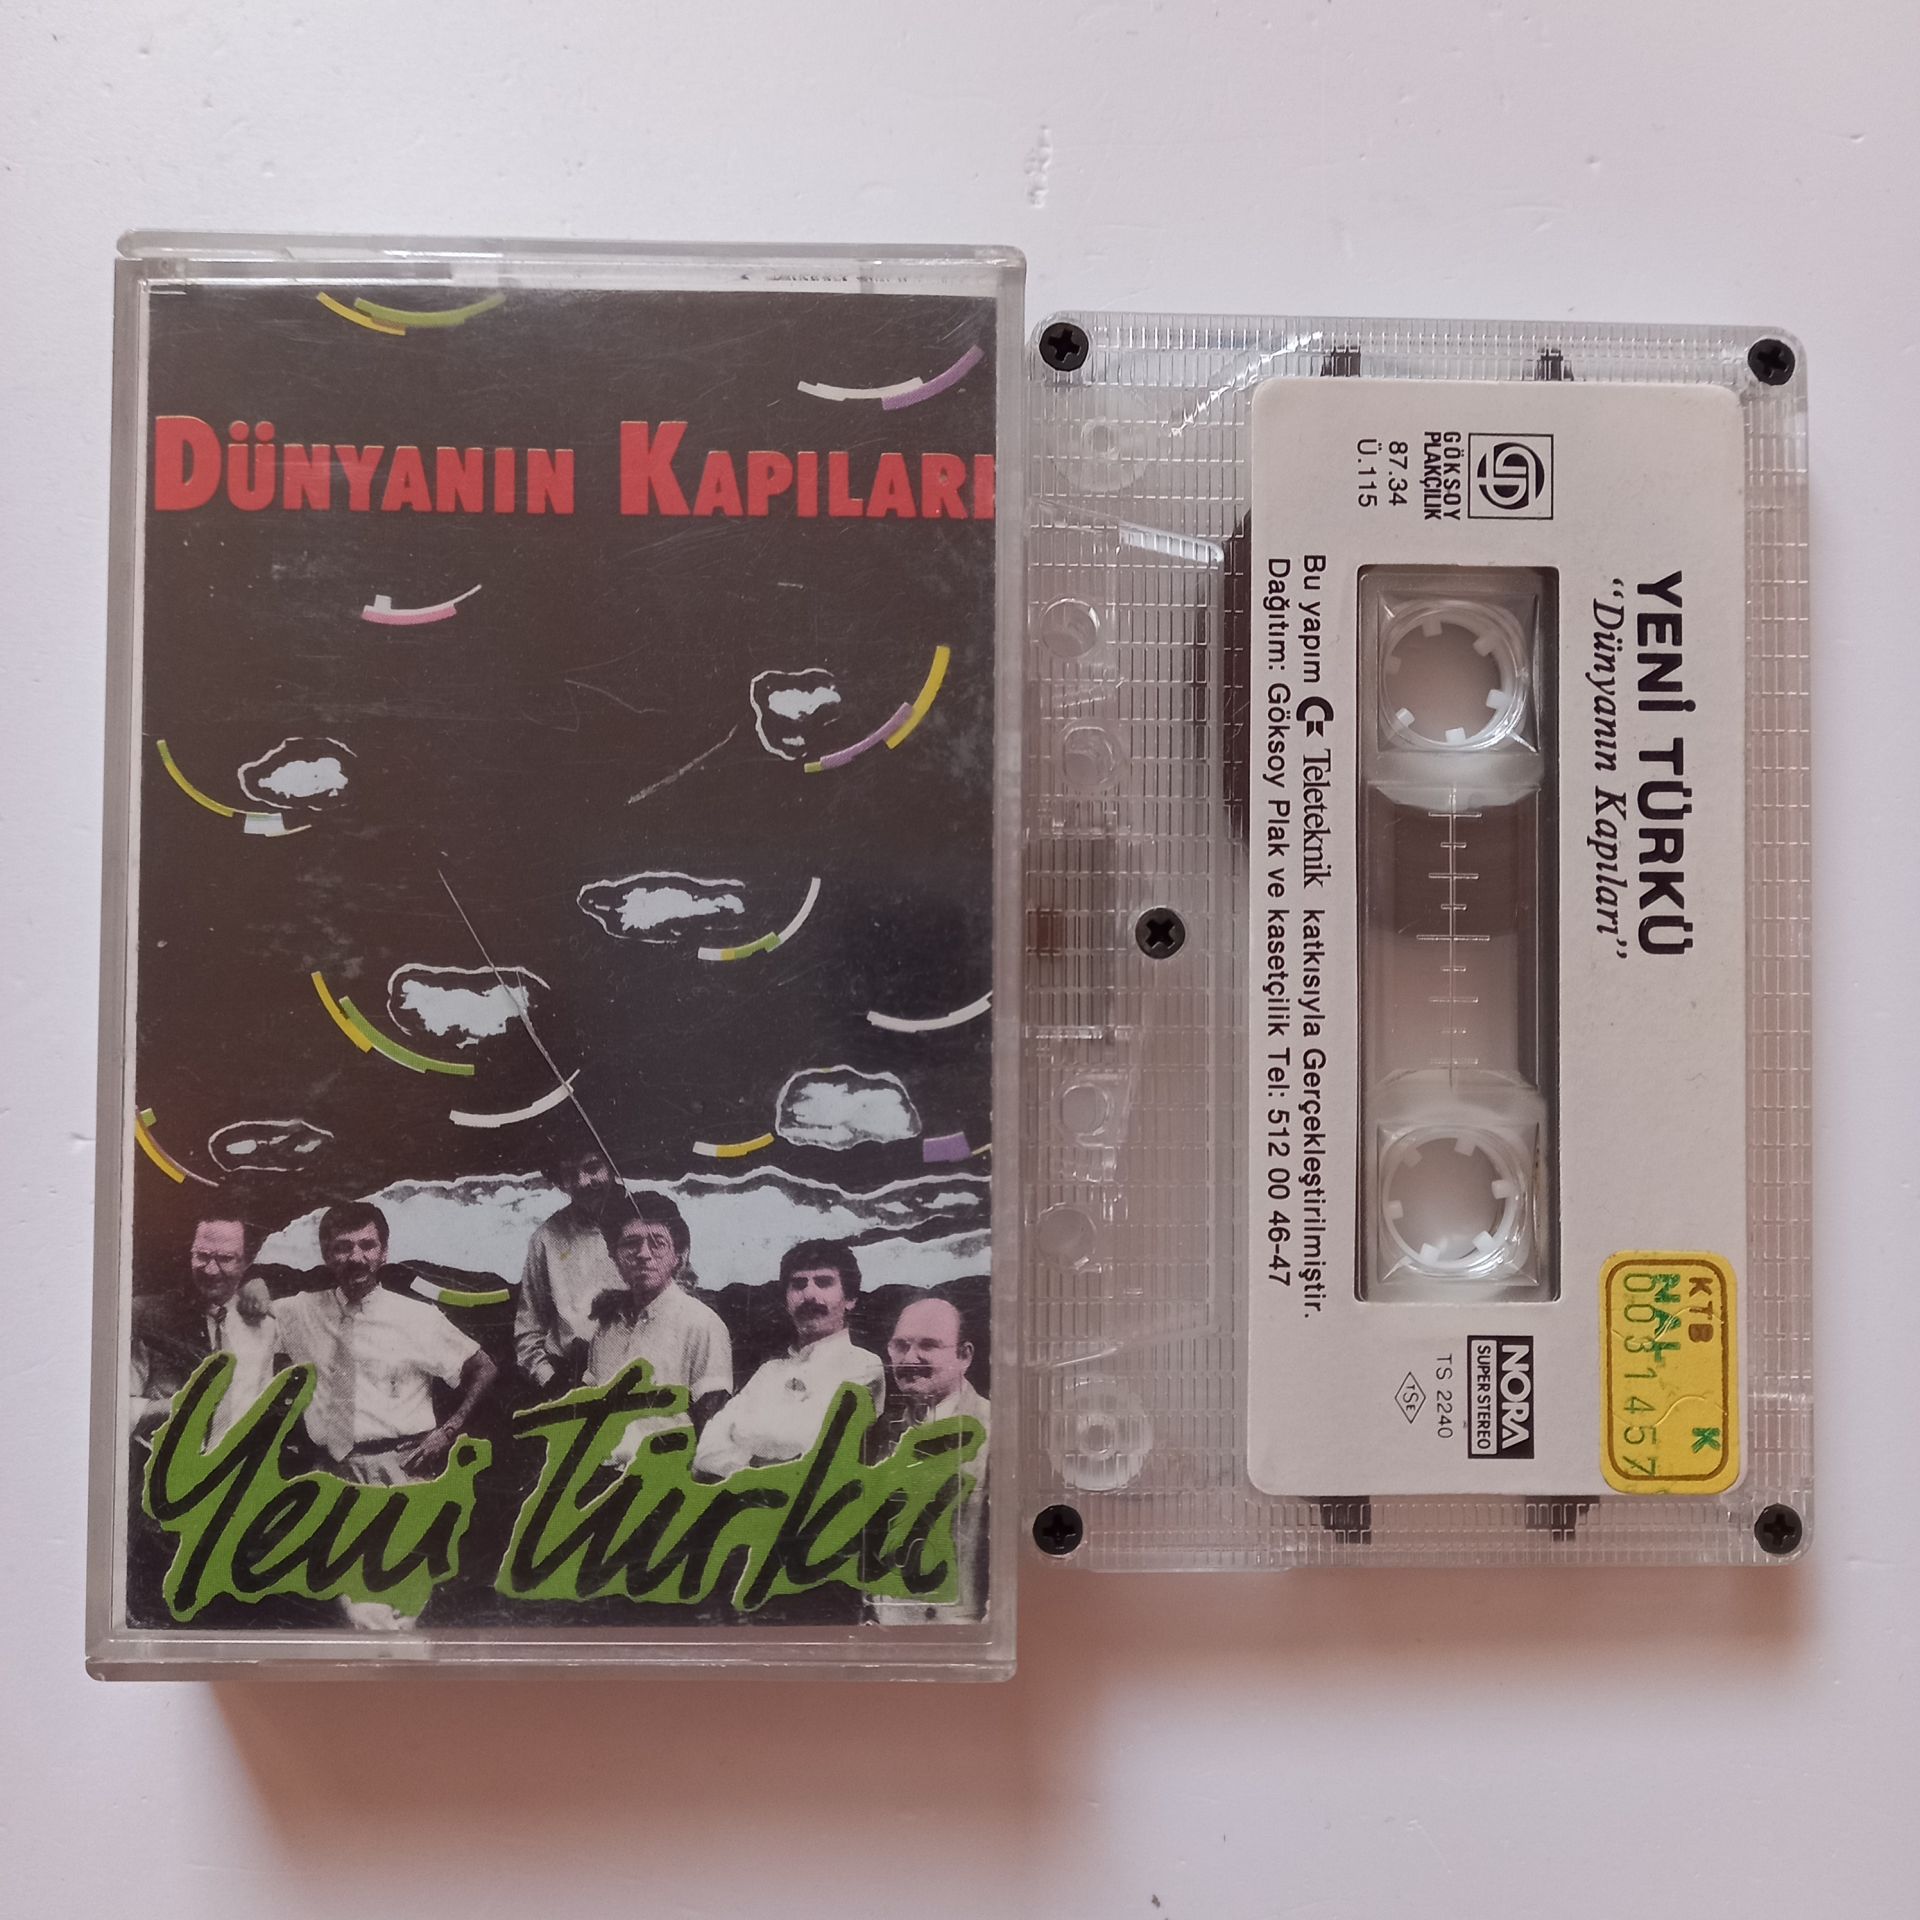 DÜNYANIN KAPILARI
Yeni Türkü
GÖKSOY
PLAKÇILIK
87.34
Ü.115
YENİ TÜRKÜ
"Dünyanın Kapıları"
Bu yapım Teleteknik katkısıyla Gerçekleştirilmiştir.
Dağıtım: Göksoy Plak ve kasetçilik Tel: 512 00 46-47
NORA
SUPER STEREO
TS 2240
TSE
KTB K